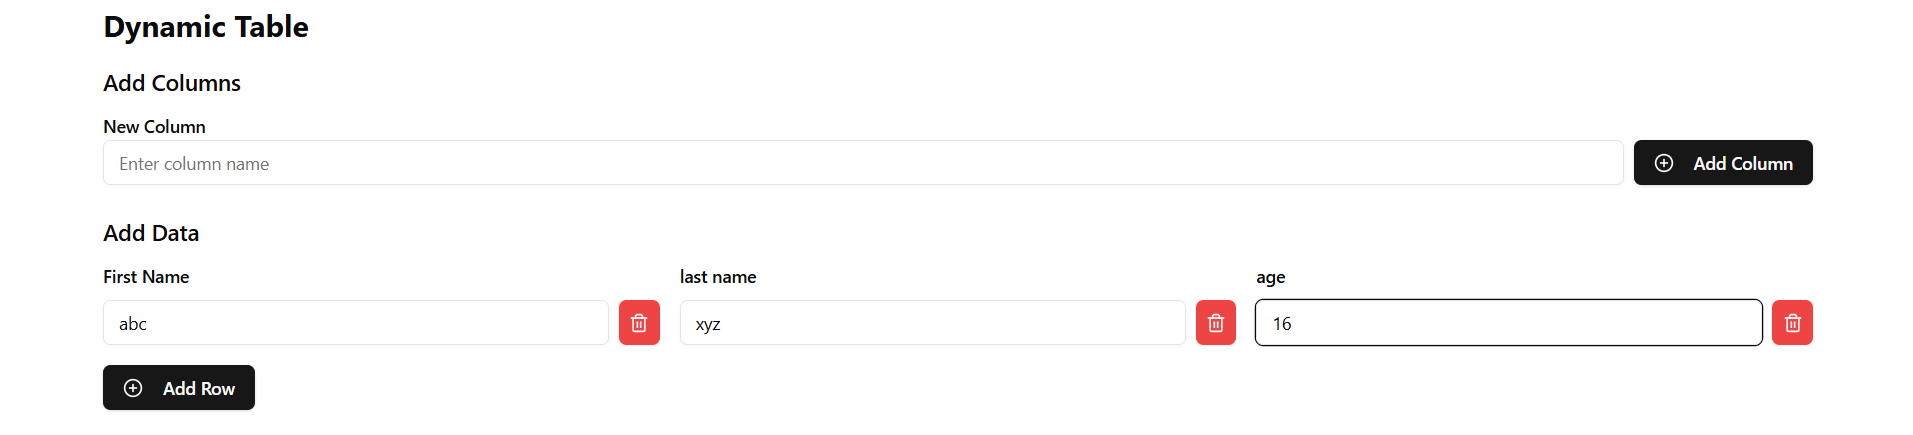 Dynamic Table
Add Columns
New Column
Enter column name
Add Column
Add Data
First Name last name age
abc xyz 16
Add Row